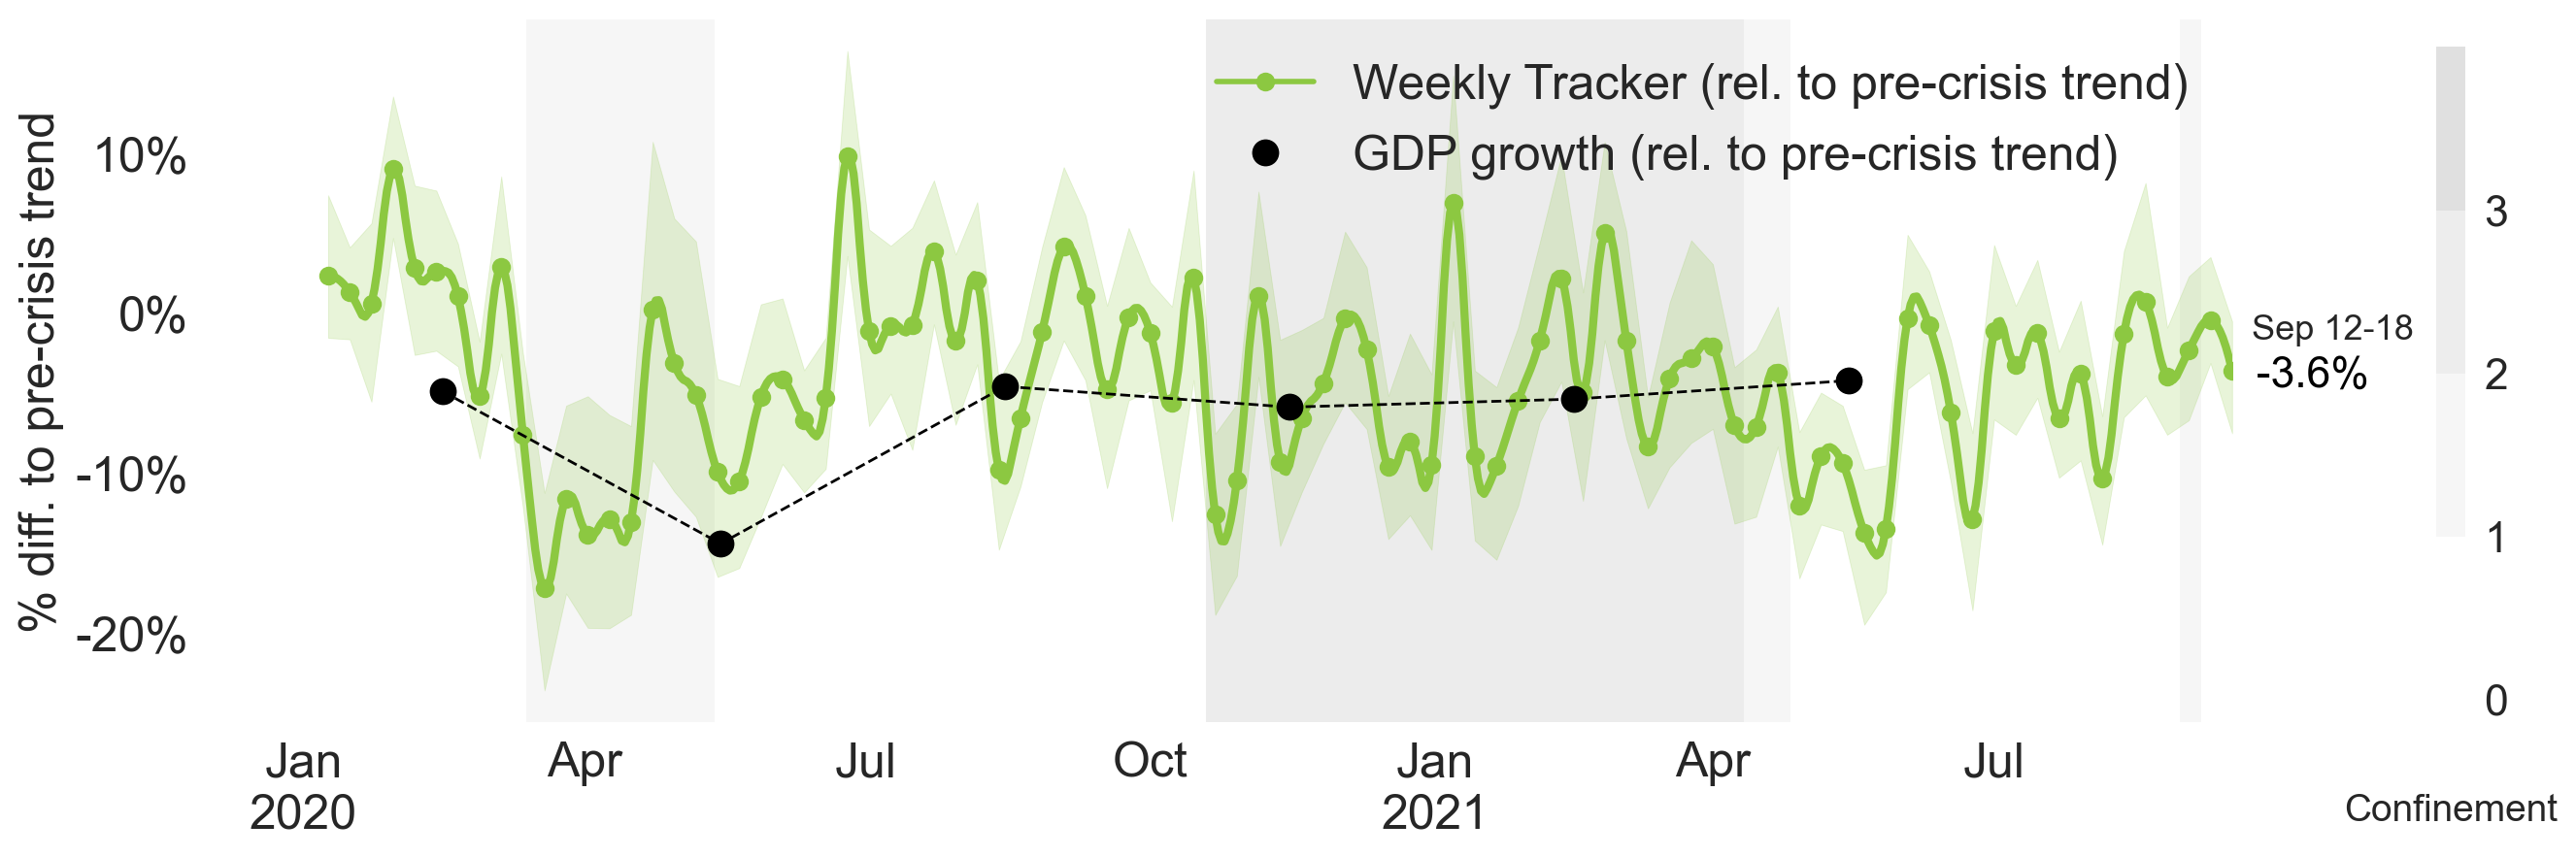 % diff. to pre-crisis trend
10%
0%
-10%
-20%
Weekly Tracker (rel. to pre-crisis trend)
GDP growth (rel. to pre-crisis trend)
Sep 12-18
-3.6%
3
2
1
0
Jan Apr Jul Oct Jan Apr Jul
2020 2021
Confinement